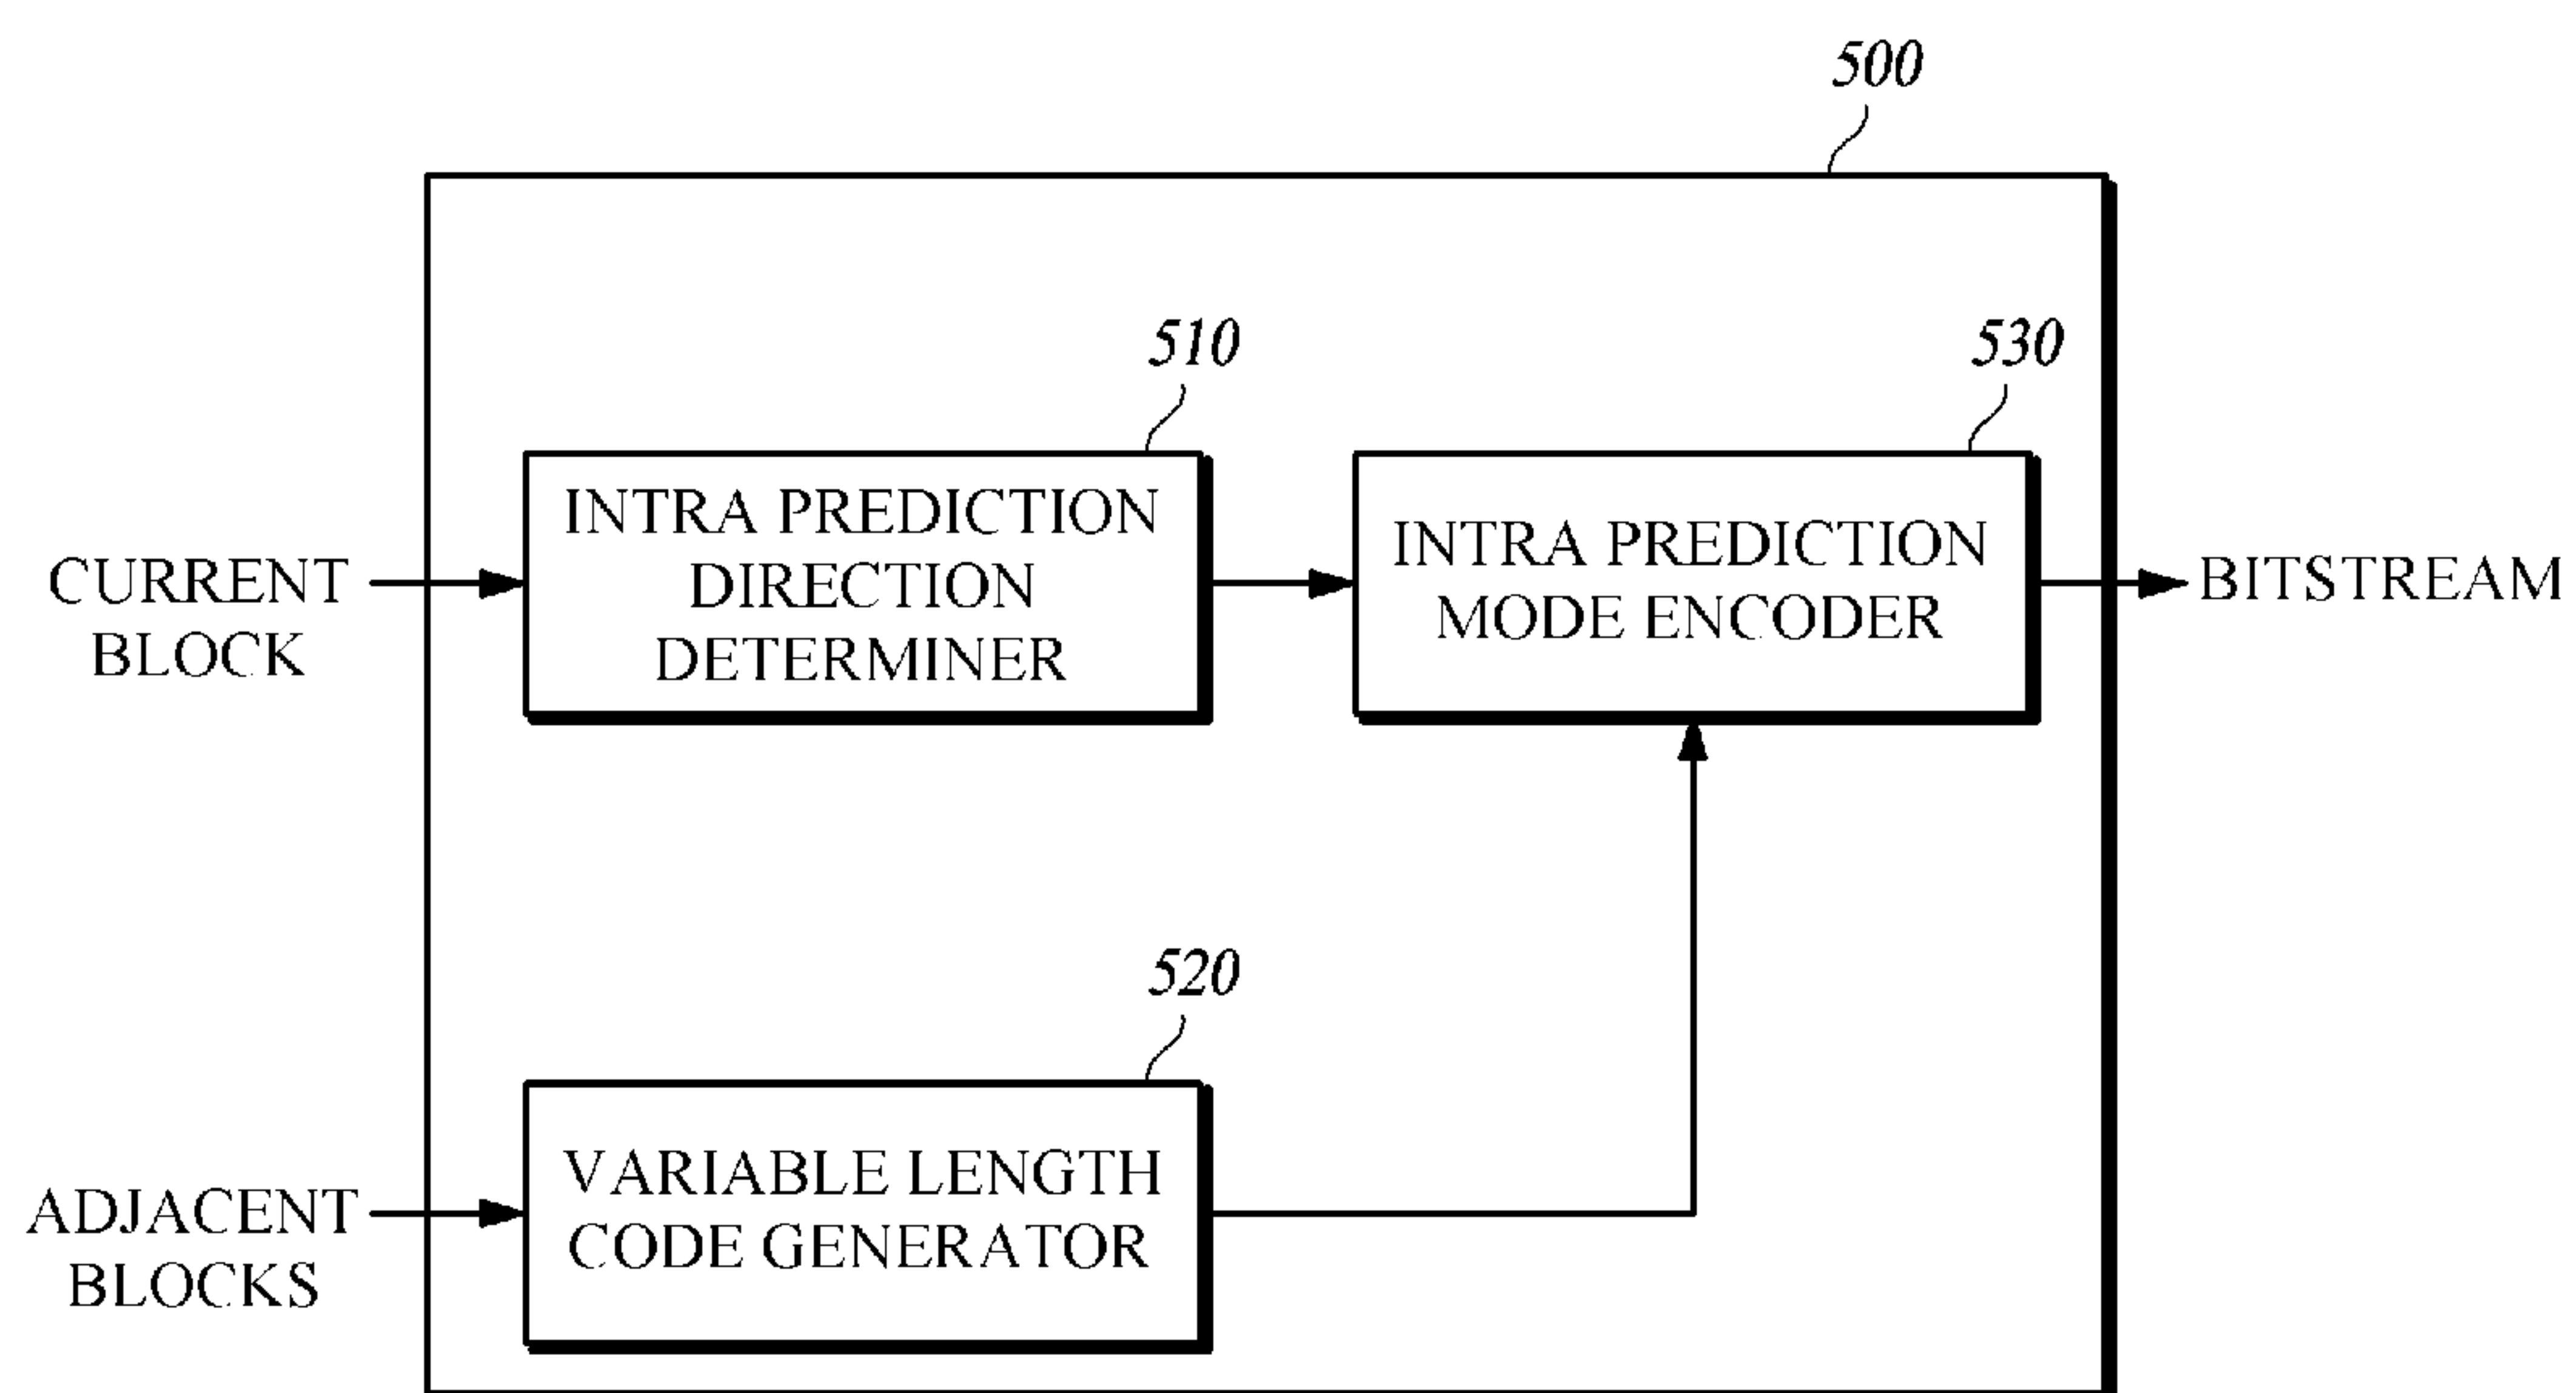 500
510
530
INTRA PREDICTION
DIRECTION
DETERMINER
INTRA PREDICTION
MODE ENCODER
CURRENT
BLOCK
BITSTREAM
520
VARIABLE LENGTH
CODE GENERATOR
ADJACENT
BLOCKS